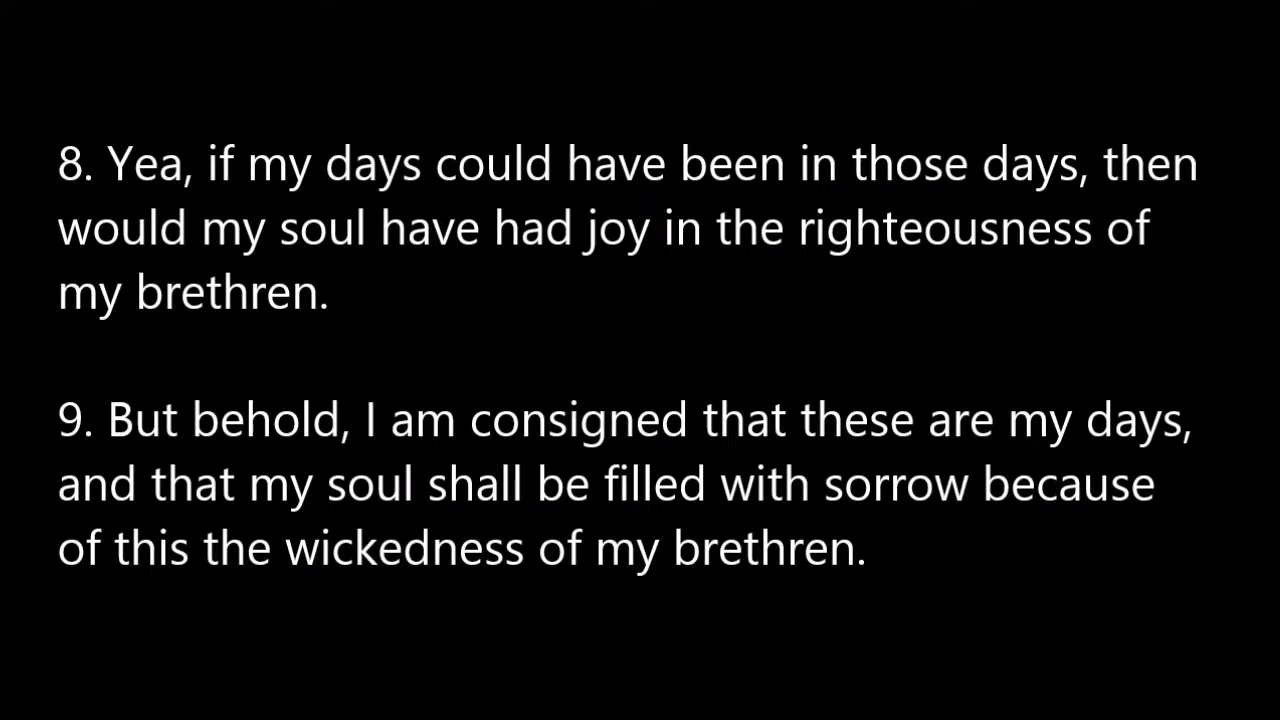 8. Yea, if my days could have been in those days, then
would my soul have had joy in the righteousness of
my brethren.
9. But behold, I am consigned that these are my days,
and that my soul shall be filled with sorrow because
of this the wickedness of my brethren.